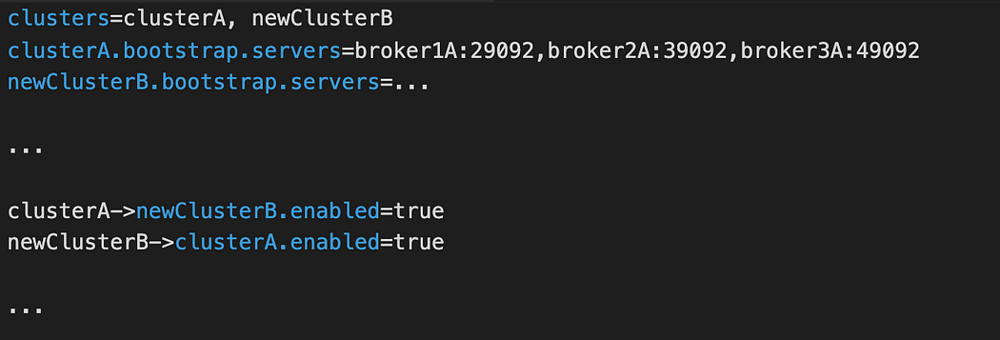 clusters=clusterA, newClusterB
clusterA.bootstrap.servers=broker1A:29092,broker2A:39092,broker3A:49092
newClusterB.bootstrap.servers=...
...
clusterA->newClusterB.enabled=true
newClusterB->clusterA.enabled=true
...